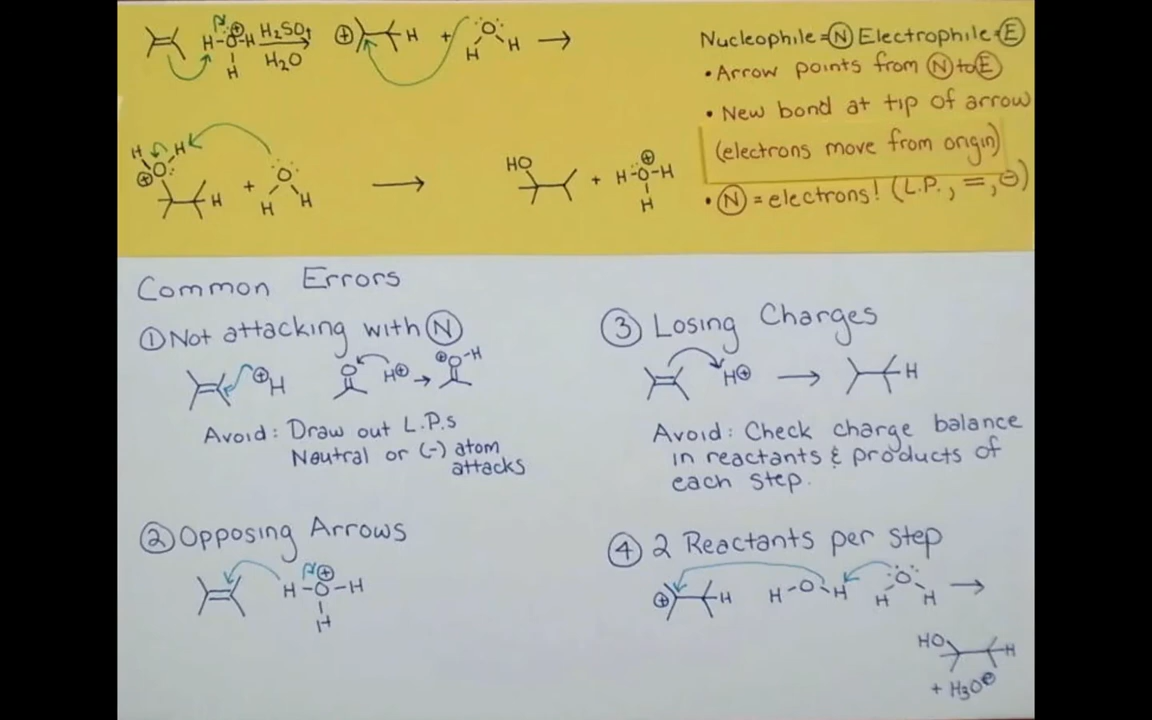 H-O⊕-H
H
H₂SO₄
H₂O
⊕
H
+
O
H H
Nucleophile=Ⓝ Electrophile=Ⓔ
• Arrow points from Ⓝ to Ⓔ
• New bond at tip of arrow
(electrons move from origin)
• Ⓝ = electrons! (L.P., =, ⊖)
H H
O
⊕
H
+
O
H H
HO
+
⊕
H-O-H
H
Common Errors
① Not attacking with Ⓝ
⊕H
O
H⊕
⊕O-H
Avoid: Draw out L.P.s
Neutral or (-) atom
attacks
② Opposing Arrows
H-O⊕-H
H
③ Losing Charges
H⊕
H
Avoid: Check charge balance
in reactants & products of
each step.
④ 2 Reactants per step
⊕
H
H-O-H
O
H H
HO
H
+ H₃O⊕